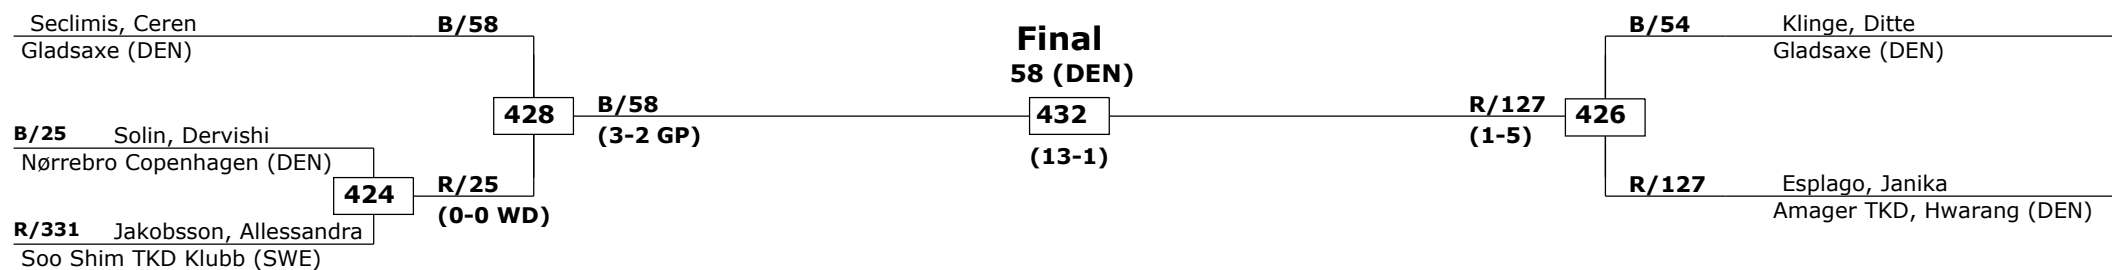 Seclimis, Ceren
B/58
Gladsaxe (DEN)
B/25 Solin, Dervishi
Nørrebro Copenhagen (DEN)
424
R/331 Jakobsson, Allessandra
Soo Shim TKD Klubb (SWE)
R/25
(0-0 WD)
428
B/58
(3-2 GP)
Final
58 (DEN)
432
(13-1)
R/127
(1-5)
426
B/54
Klinge, Ditte
Gladsaxe (DEN)
R/127
Esplago, Janika
Amager TKD, Hwarang (DEN)